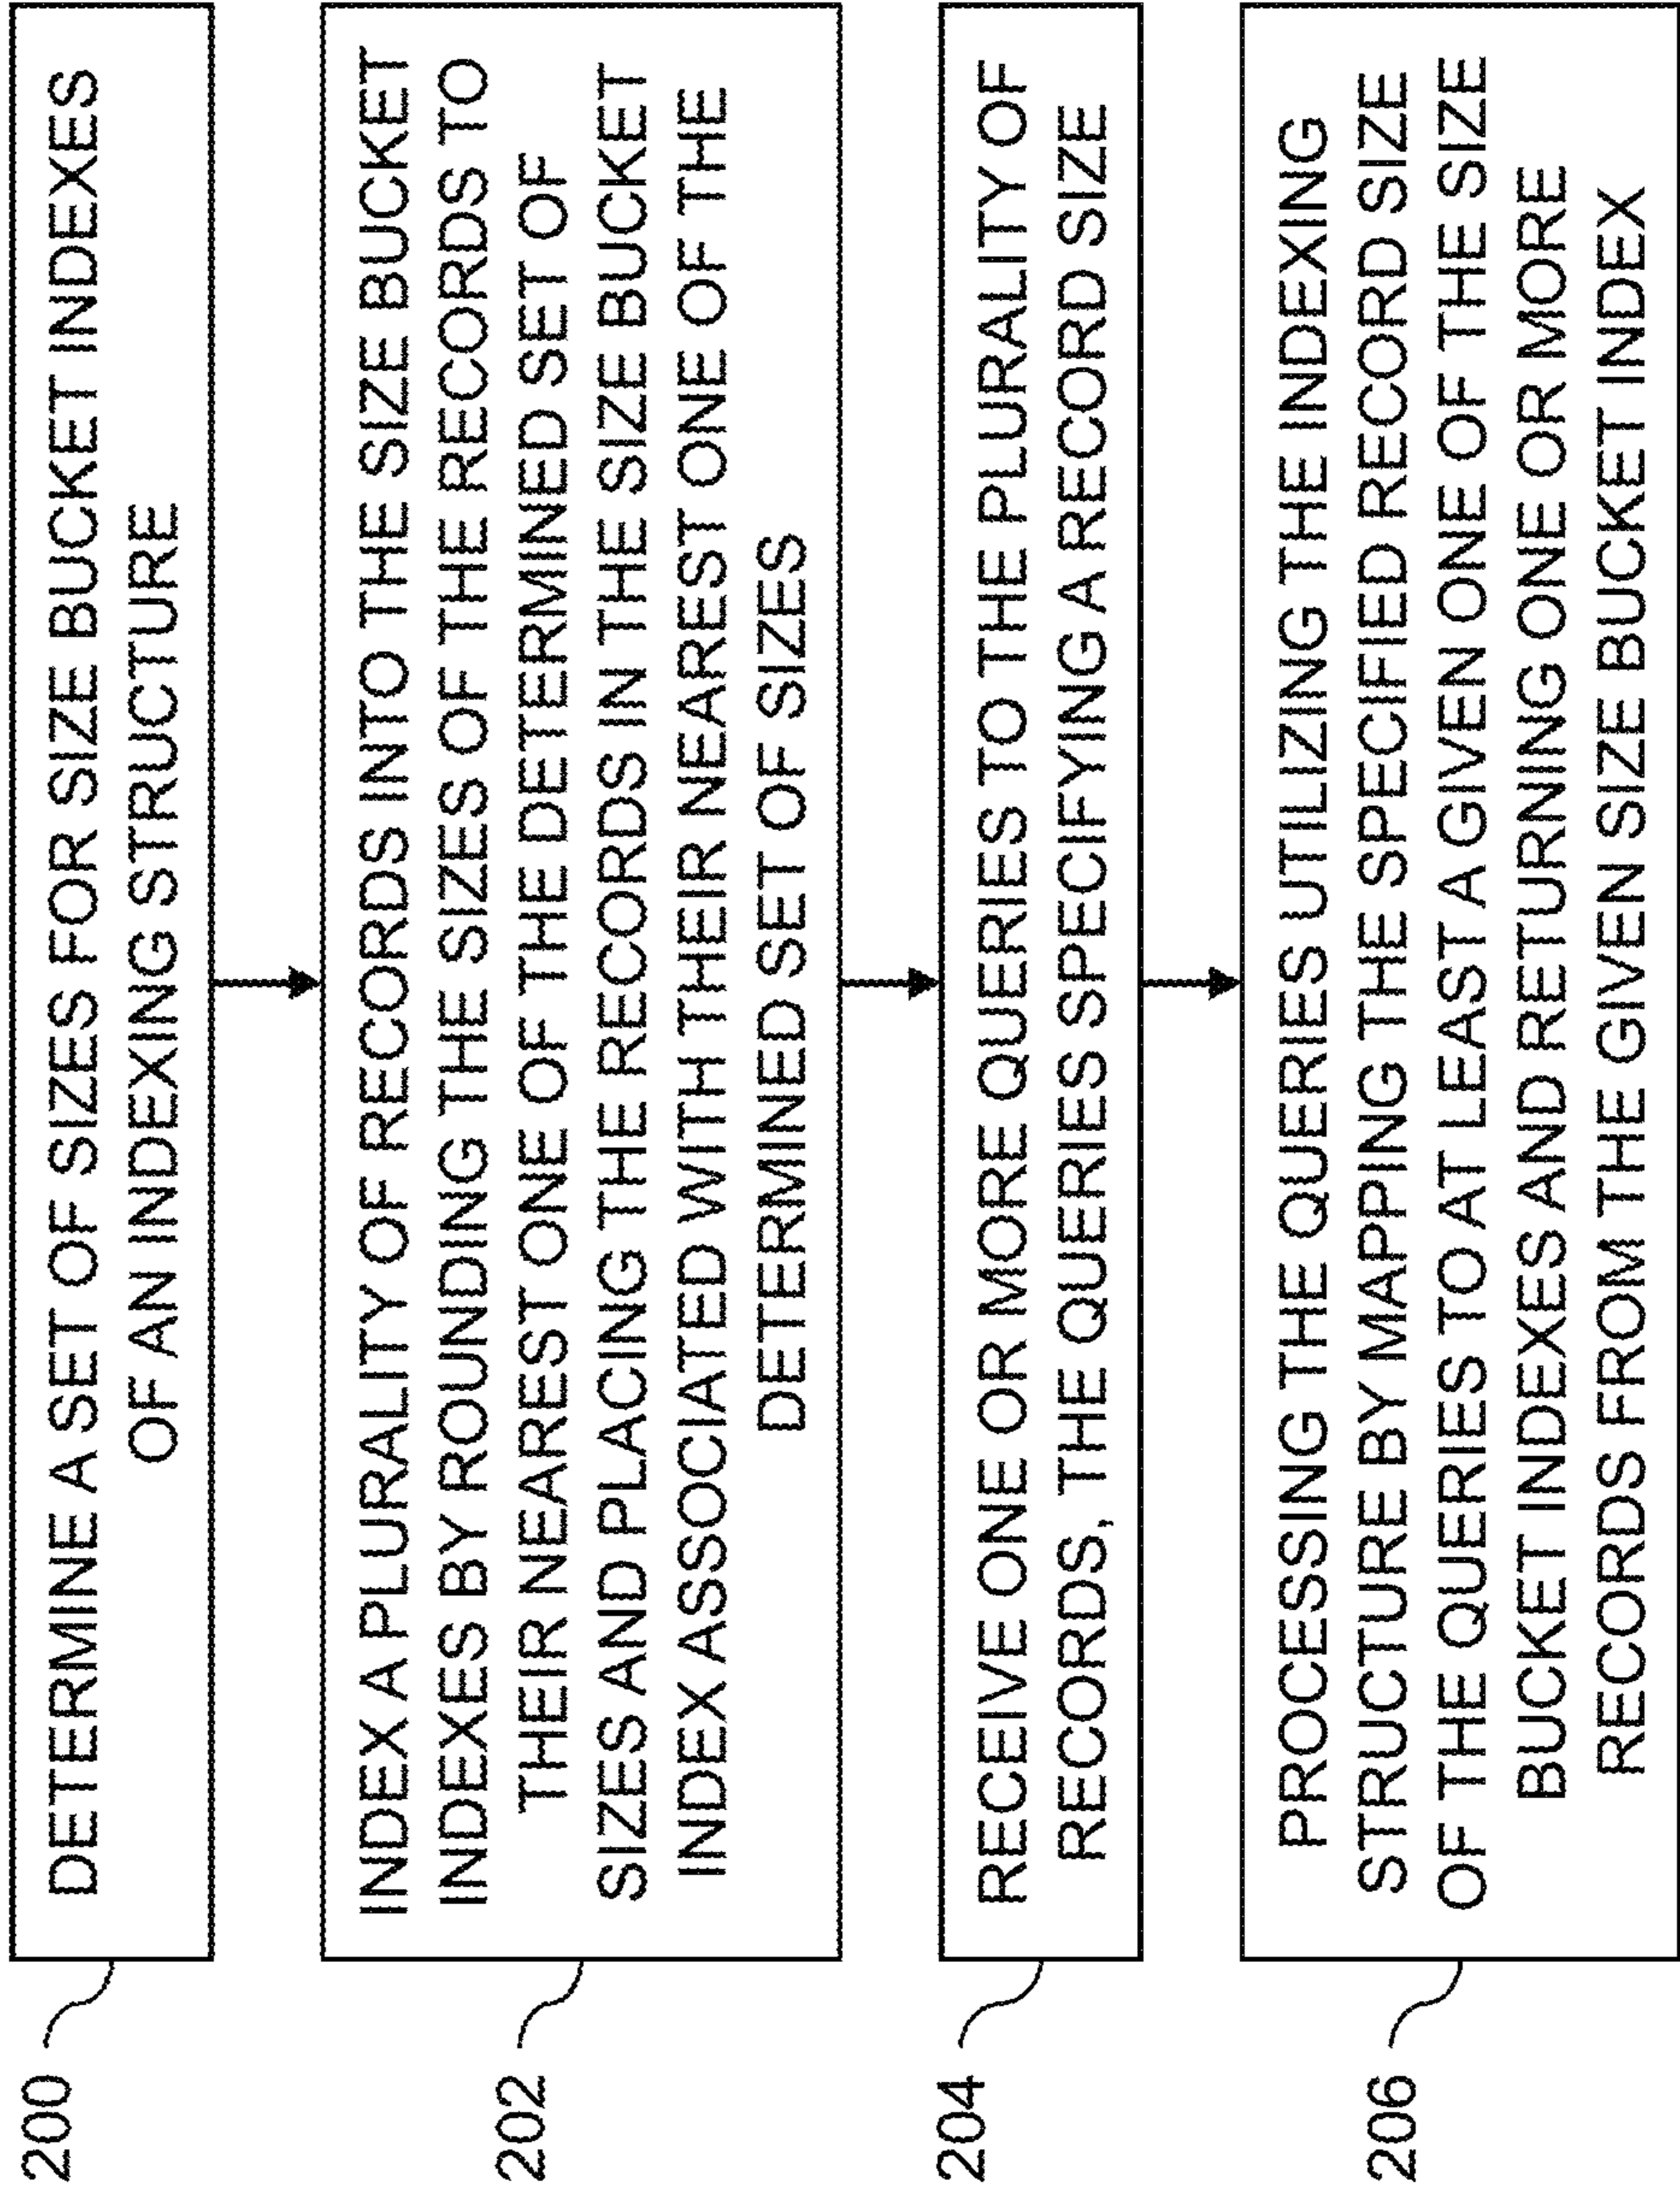 200
DETERMINE A SET OF SIZES FOR SIZE BUCKET INDEXES
OF AN INDEXING STRUCTURE
202
INDEX A PLURALITY OF RECORDS INTO THE SIZE BUCKET
INDEXES BY ROUNDING THE SIZES OF THE RECORDS TO
THEIR NEAREST ONE OF THE DETERMINED SET OF
SIZES AND PLACING THE RECORDS IN THE SIZE BUCKET
INDEX ASSOCIATED WITH THEIR NEAREST ONE OF THE
DETERMINED SET OF SIZES
204
RECEIVE ONE OR MORE QUERIES TO THE PLURALITY OF
RECORDS, THE QUERIES SPECIFYING A RECORD SIZE
206
PROCESSING THE QUERIES UTILIZING THE INDEXING
STRUCTURE BY MAPPING THE SPECIFIED RECORD SIZE
OF THE QUERIES TO AT LEAST A GIVEN ONE OF THE SIZE
BUCKET INDEXES AND RETURNING ONE OR MORE
RECORDS FROM THE GIVEN SIZE BUCKET INDEX